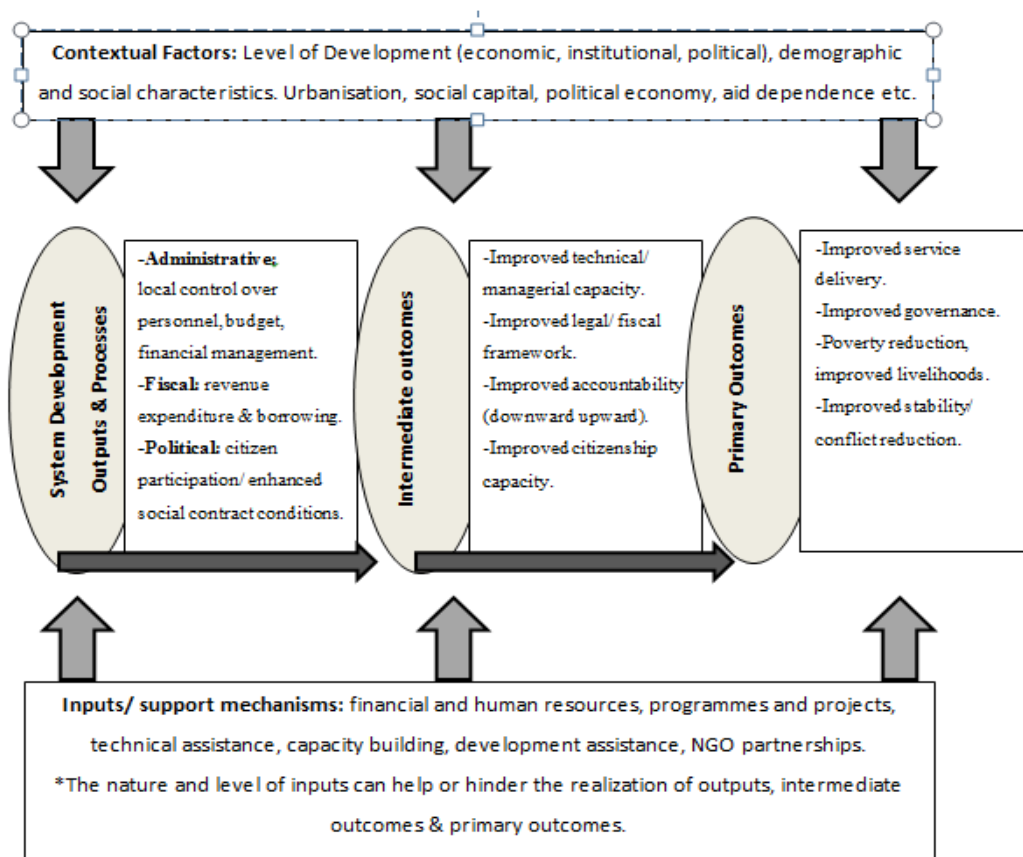 Contextual Factors: Level of Development (economic, institutional, political), demographic
and social characteristics. Urbanisation, social capital, political economy, aid dependence etc.
System Development
Outputs & Processes
-Administrative;
local control over
personnel, budget,
financial management.
-Fiscal: revenue
expenditure & borrowing.
-Political: citizen
participation/ enhanced
social contract conditions.
Intermediate outcomes
-Improved technical/
managerial capacity.
-Improved legal/ fiscal
framework.
-Improved accountability
(downward upward).
-Improved citizenship
capacity.
Primary Outcomes
-Improved service
delivery.
-Improved governance.
-Poverty reduction,
improved livelihoods.
-Improved stability/
conflict reduction.
Inputs/ support mechanisms: financial and human resources, programmes and projects,
technical assistance, capacity building, development assistance, NGO partnerships.
*The nature and level of inputs can help or hinder the realization of outputs, intermediate
outcomes & primary outcomes.